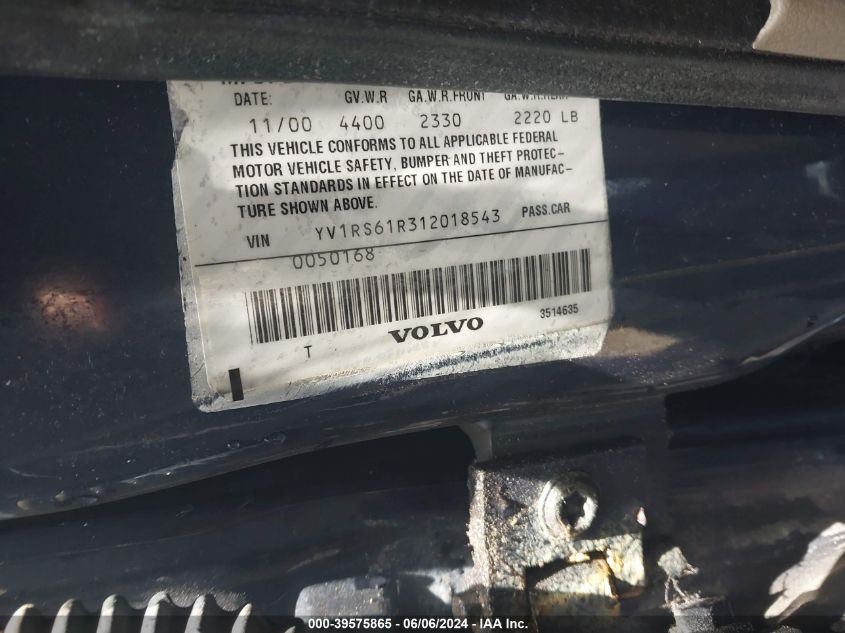 DATE: GV.W.R GA.W.R.FRONT GA.W.R.REAR
11/00 4400 2330 2220 LB
THIS VEHICLE CONFORMS TO ALL APPLICABLE FEDERAL
MOTOR VEHICLE SAFETY, BUMPER AND THEFT PROTEC-
TION STANDARDS IN EFFECT ON THE DATE OF MANUFAC-
TURE SHOWN ABOVE.
VIN YV1RS61R312018543 PASS.CAR
0050168
3514635
T VOLVO
000-39575865 - 06/06/2024 - IAA, Inc.